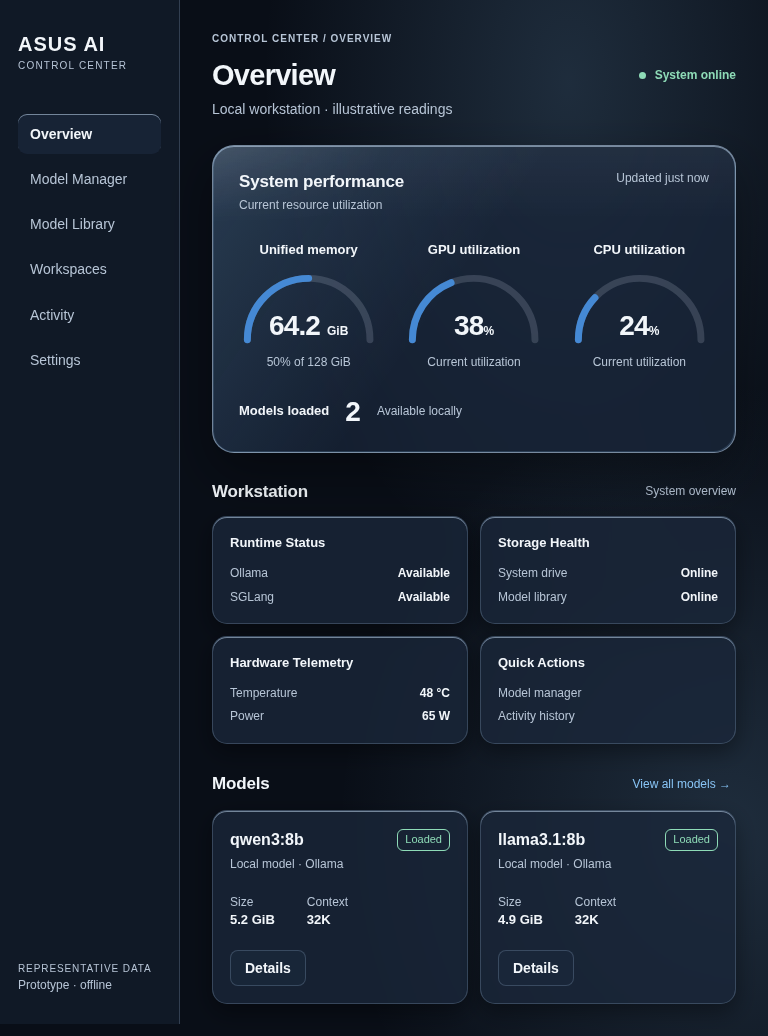 ASUS AI
CONTROL CENTER
Overview
Model Manager
Model Library
Workspaces
Activity
Settings
REPRESENTATIVE DATA
Prototype · offline
CONTROL CENTER / OVERVIEW
Overview
System online
Local workstation · illustrative readings
System performance
Updated just now
Current resource utilization
Unified memory
64.2 GiB
50% of 128 GiB
GPU utilization
38%
Current utilization
CPU utilization
24%
Current utilization
Models loaded 2 Available locally
Workstation
System overview
Runtime Status
Ollama Available
SGLang Available
Storage Health
System drive Online
Model library Online
Hardware Telemetry
Temperature 48 °C
Power 65 W
Quick Actions
Model manager
Activity history
Models
View all models →
qwen3:8b
Loaded
Local model · Ollama
Size Context
5.2 GiB 32K
Details
llama3.1:8b
Loaded
Local model · Ollama
Size Context
4.9 GiB 32K
Details